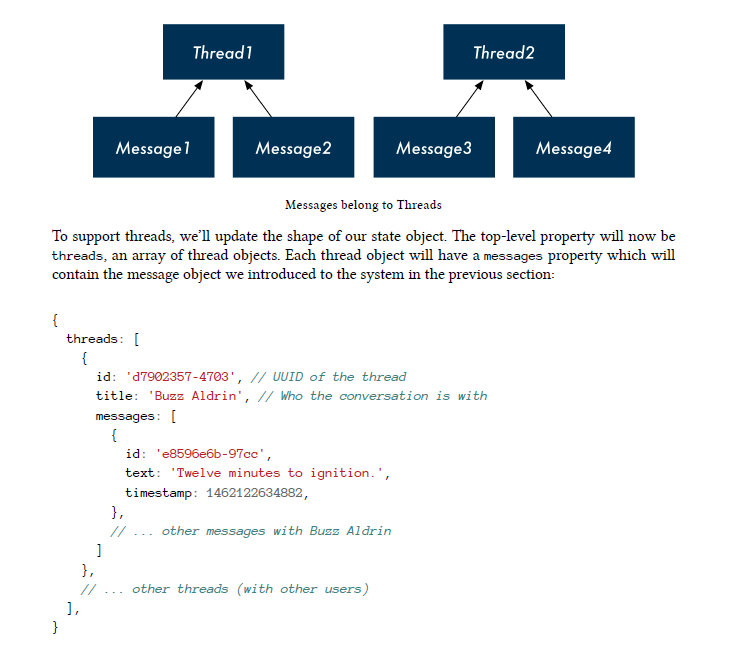 Thread1 Thread2
Message1 Message2 Message3 Message4
Messages belong to Threads
To support threads, we’ll update the shape of our state object. The top-level property will now be
threads, an array of thread objects. Each thread object will have a messages property which will
contain the message object we introduced to the system in the previous section:
{
  threads: [
    {
      id: 'd7902357-4703', // UUID of the thread
      title: 'Buzz Aldrin', // Who the conversation is with
      messages: [
        {
          id: 'e8596e6b-97cc',
          text: 'Twelve minutes to ignition.',
          timestamp: 1462122634882,
        },
        // ... other messages with Buzz Aldrin
      ]
    },
    // ... other threads (with other users)
  ],
}